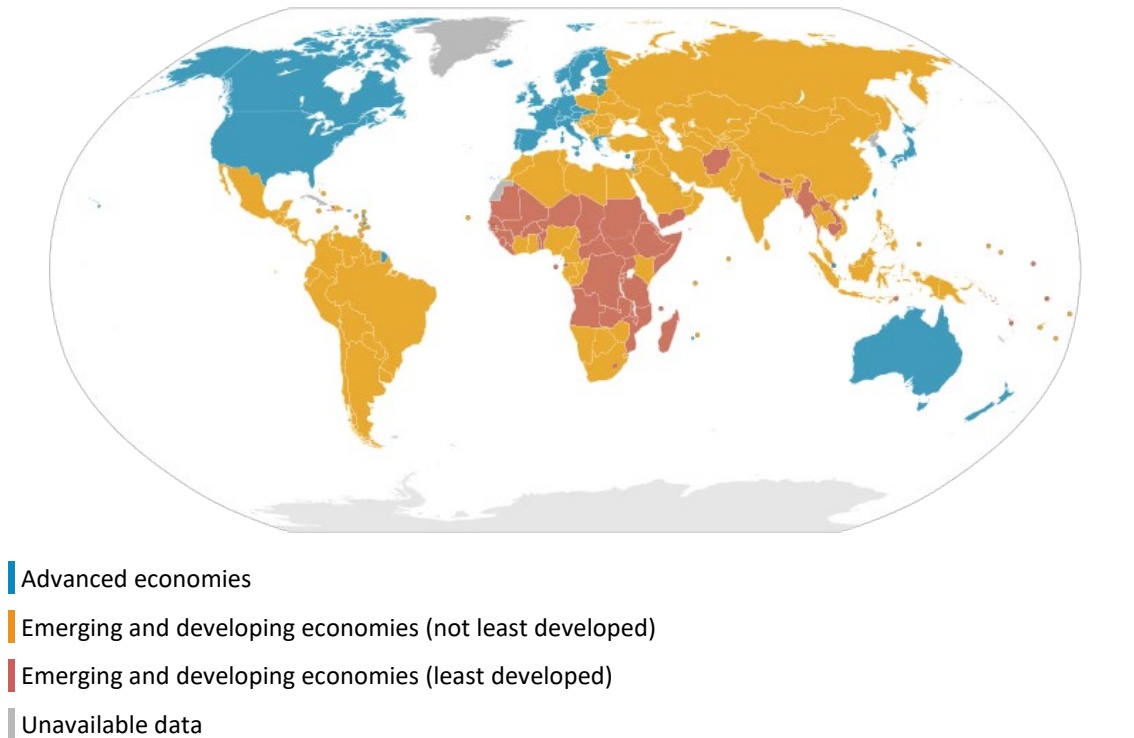 Advanced economies
Emerging and developing economies (not least developed)
Emerging and developing economies (least developed)
Unavailable data